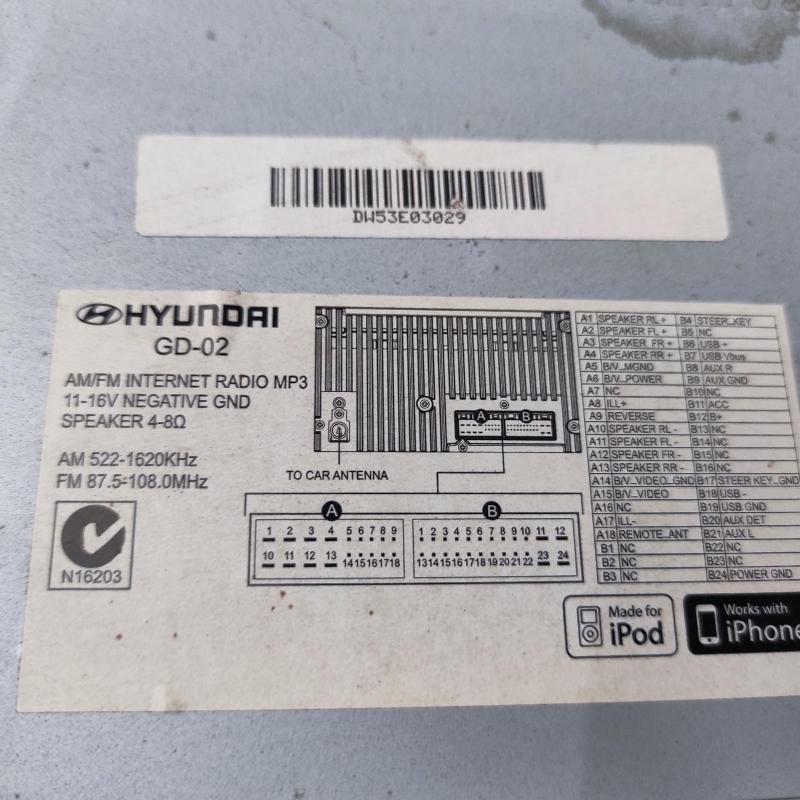 DW53E03029
HYUNDAI
GD-02
AM/FM INTERNET RADIO MP3
11-16V NEGATIVE GND
SPEAKER 4-8Ω
AM 522-1620KHz
FM 87.5-108.0MHz
N16203
A B
TO CAR ANTENNA
A B
1 2 3 4 5 6 7 8 9 1 2 3 4 5 6 7 8 9 10 11 12
10 11 12 13 14 15 16 17 18 13 14 15 16 17 18 19 20 21 22 23 24
A1 SPEAKER RL + B4 STEER_KEY
A2 SPEAKER FL + B5 NC
A3 SPEAKER FR + B6 USB +
A4 SPEAKER RR + B7 USB Vbus
A5 B/V_MGND B8 AUX R
A6 B/V_POWER B9 AUX GND
A7 NC B10 NC
A8 ILL+ B11 ACC
A9 REVERSE B12 B+
A10 SPEAKER RL - B13 NC
A11 SPEAKER FL - B14 NC
A12 SPEAKER FR - B15 NC
A13 SPEAKER RR - B16 NC
A14 B/V_VIDEO_GND B17 STEER KEY_GND
A15 B/V_VIDEO B18 USB -
A16 NC B19 USB GND
A17 ILL- B20 AUX DET
A18 REMOTE_ANT B21 AUX L
B1 NC B22 NC
B2 NC B23 NC
B3 NC B24 POWER GND
Made for
iPod
Works with
iPhone